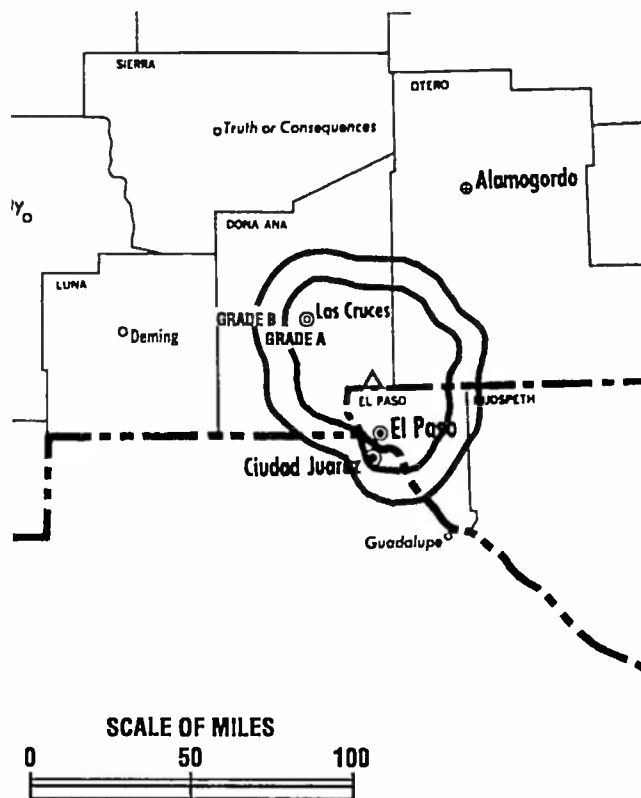 SIERRA
OTERO
Truth or Consequences
Alamogordo
DONA ANA
LUNA
GRADE B
Las Cruces
Deming
GRADE A
EL PASO
El Paso
Ciudad Juarez
Guadalupe
SCALE OF MILES
0 50 100